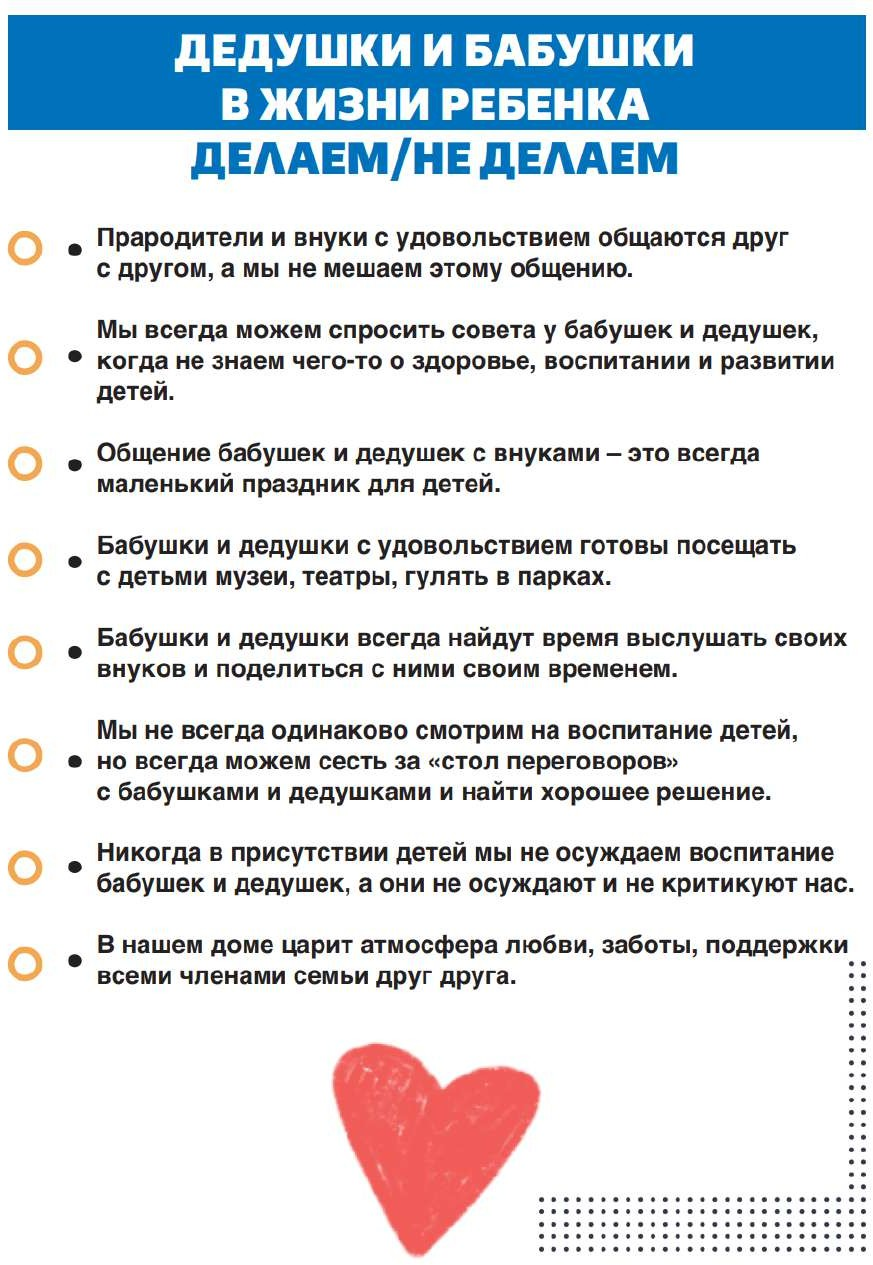 ДЕДУШКИ И БАБУШКИ
В ЖИЗНИ РЕБЕНКА
ДЕЛАЕМ/НЕ ДЕЛАЕМ
• Прародители и внуки с удовольствием общаются друг
с другом, а мы не мешаем этому общению.
• Мы всегда можем спросить совета у бабушек и дедушек,
когда не знаем чего-то о здоровье, воспитании и развитии
детей.
• Общение бабушек и дедушек с внуками – это всегда
маленький праздник для детей.
• Бабушки и дедушки с удовольствием готовы посещать
с детьми музеи, театры, гулять в парках.
• Бабушки и дедушки всегда найдут время выслушать своих
внуков и поделиться с ними своим временем.
• Мы не всегда одинаково смотрим на воспитание детей,
но всегда можем сесть за «стол переговоров»
с бабушками и дедушками и найти хорошее решение.
• Никогда в присутствии детей мы не осуждаем воспитание
бабушек и дедушек, а они не осуждают и не критикуют нас.
• В нашем доме царит атмосфера любви, заботы, поддержки
всеми членами семьи друг друга.